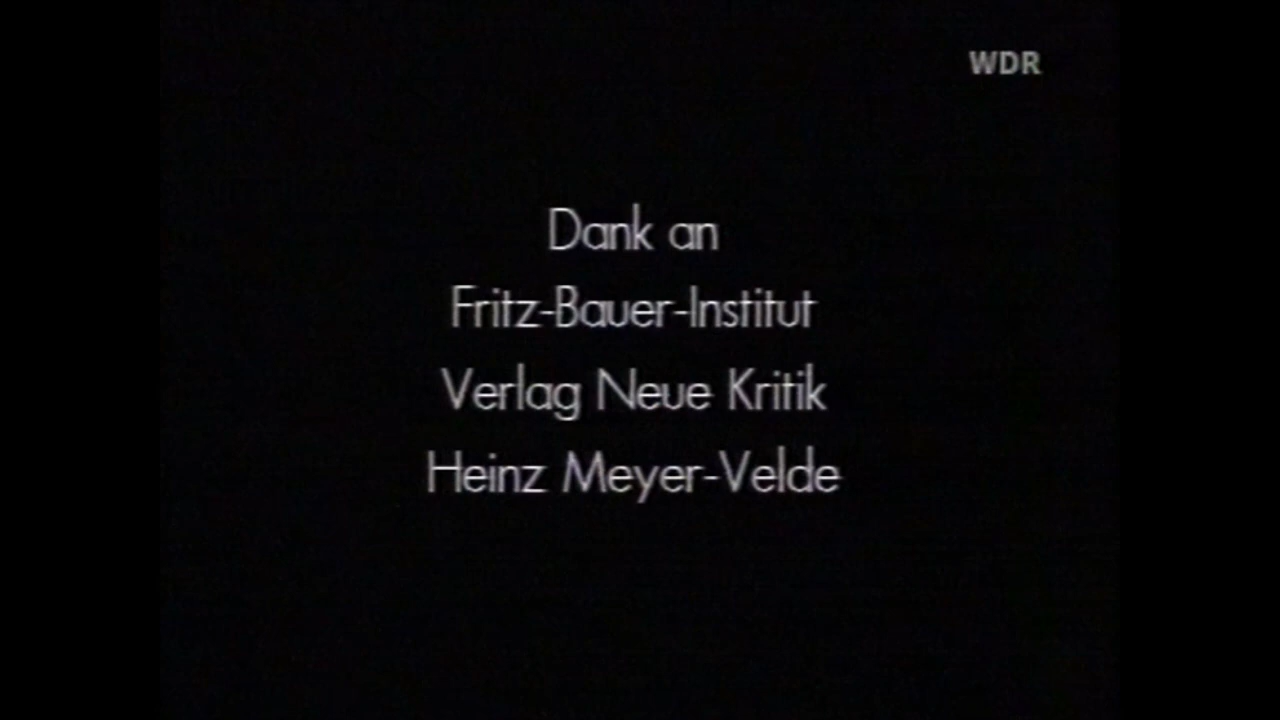 WDR
Dank an
Fritz-Bauer-Institut
Verlag Neue Kritik
Heinz Meyer-Velde